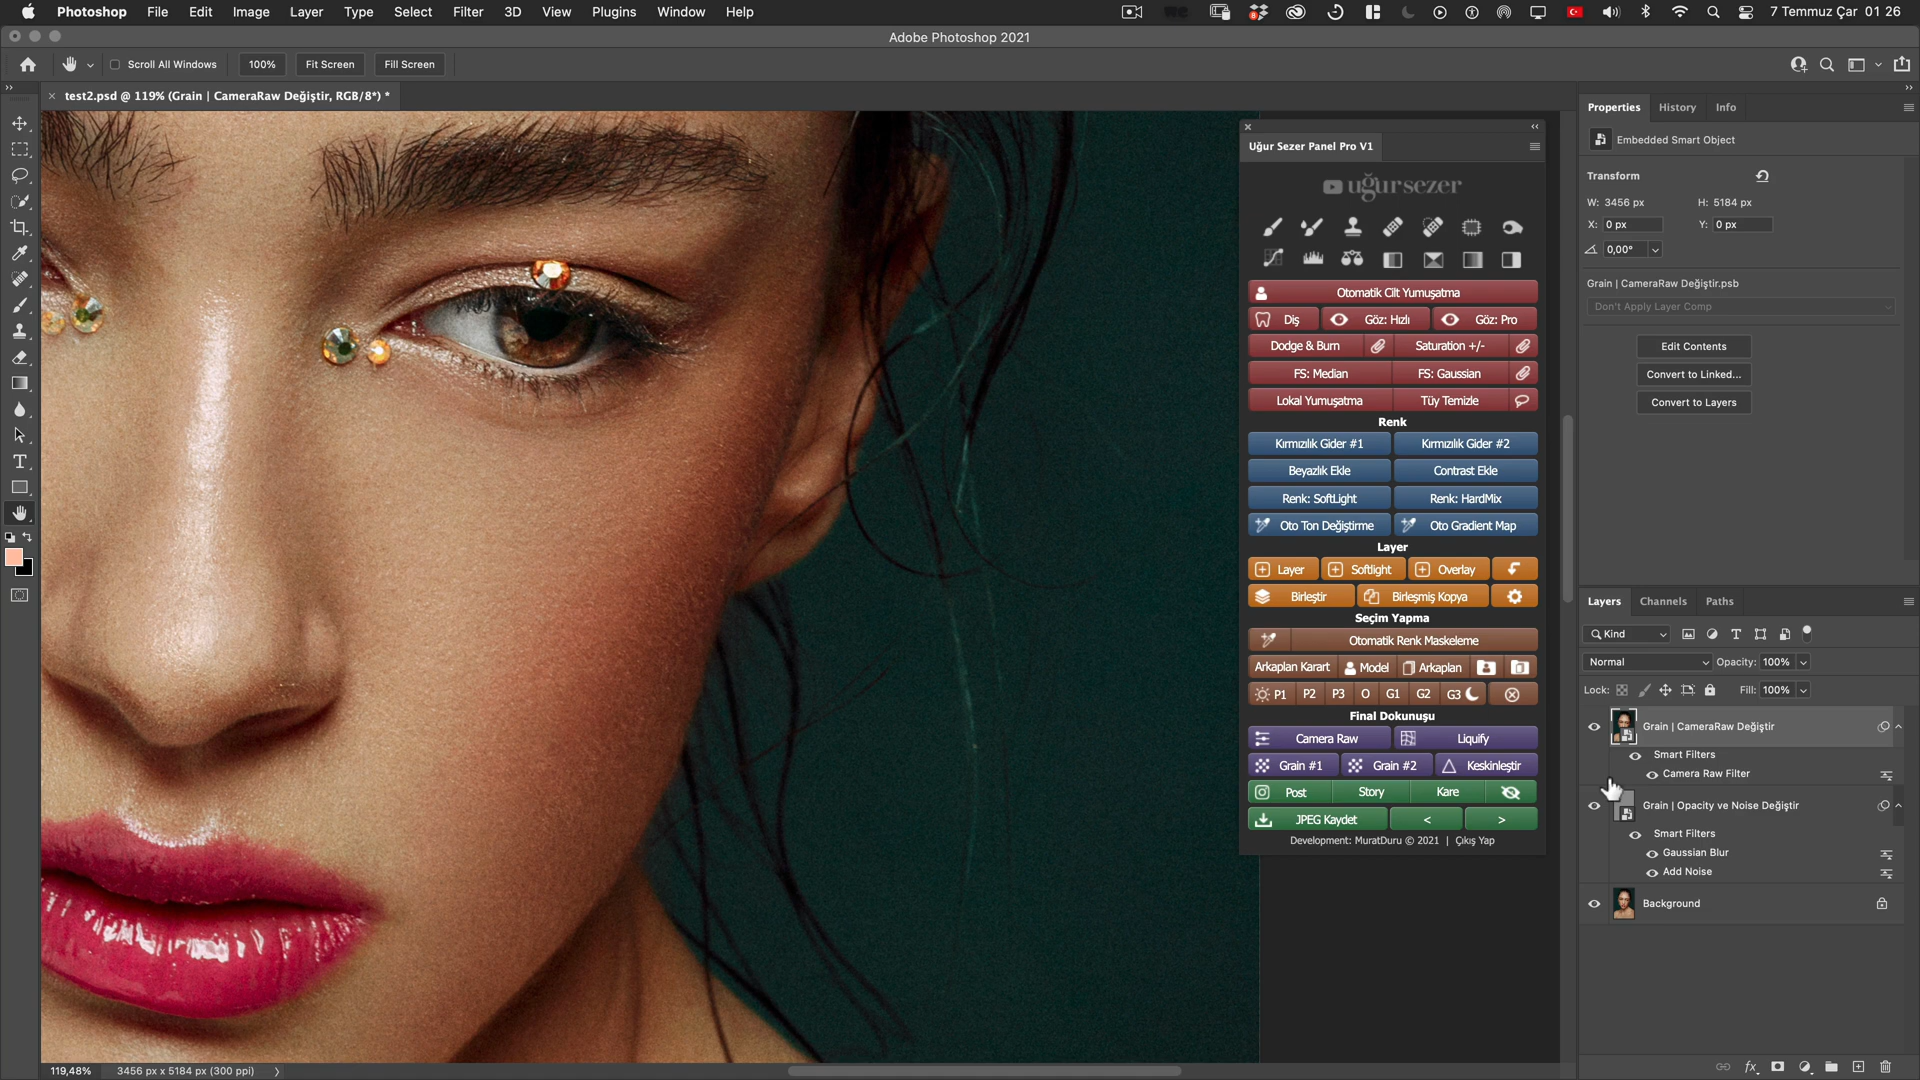 Photoshop File Edit Image Layer Type Select Filter 3D View Plugins Window Help 7 Temmuz Çar 01 26
Adobe Photoshop 2021
Scroll All Windows 100% Fit Screen Fill Screen
test2.psd @ 119% (Grain | CameraRaw Değiştir, RGB/8*) *
Uğur Sezer Panel Pro V1
uğursezer
Otomatik Cilt Yumuşatma
Diş Göz: Hızlı Göz: Pro
Dodge & Burn Saturation +/-
FS: Median FS: Gaussian
Lokal Yumuşatma Tüy Temizle
Renk
Kırmızılık Gider #1 Kırmızılık Gider #2
Beyazlık Ekle Contrast Ekle
Renk: SoftLight Renk: HardMix
Oto Ton Değiştirme Oto Gradient Map
Layer
Layer Softlight Overlay
Birleştir Birleşmiş Kopya
Seçim Yapma
Otomatik Renk Maskeleme
Arkaplan Karart Model Arkaplan
P1 P2 P3 O G1 G2 G3
Final Dokunuşu
Camera Raw Liquify
Grain #1 Grain #2 Keskinleştir
Post Story Kare
JPEG Kaydet < >
Development: MuratDuru © 2021 | Çıkış Yap
Properties History Info
Embedded Smart Object
Transform
W: 3456 px H: 5184 px
X: 0 px Y: 0 px
0,00°
Grain | CameraRaw Değiştir.psb
Don't Apply Layer Comp
Edit Contents
Convert to Linked...
Convert to Layers
Layers Channels Paths
Kind
Normal Opacity: 100%
Lock: Fill: 100%
Grain | CameraRaw Değiştir
Smart Filters
Camera Raw Filter
Grain | Opacity ve Noise Değiştir
Smart Filters
Gaussian Blur
Add Noise
Background
119,48% 3456 px x 5184 px (300 ppi)